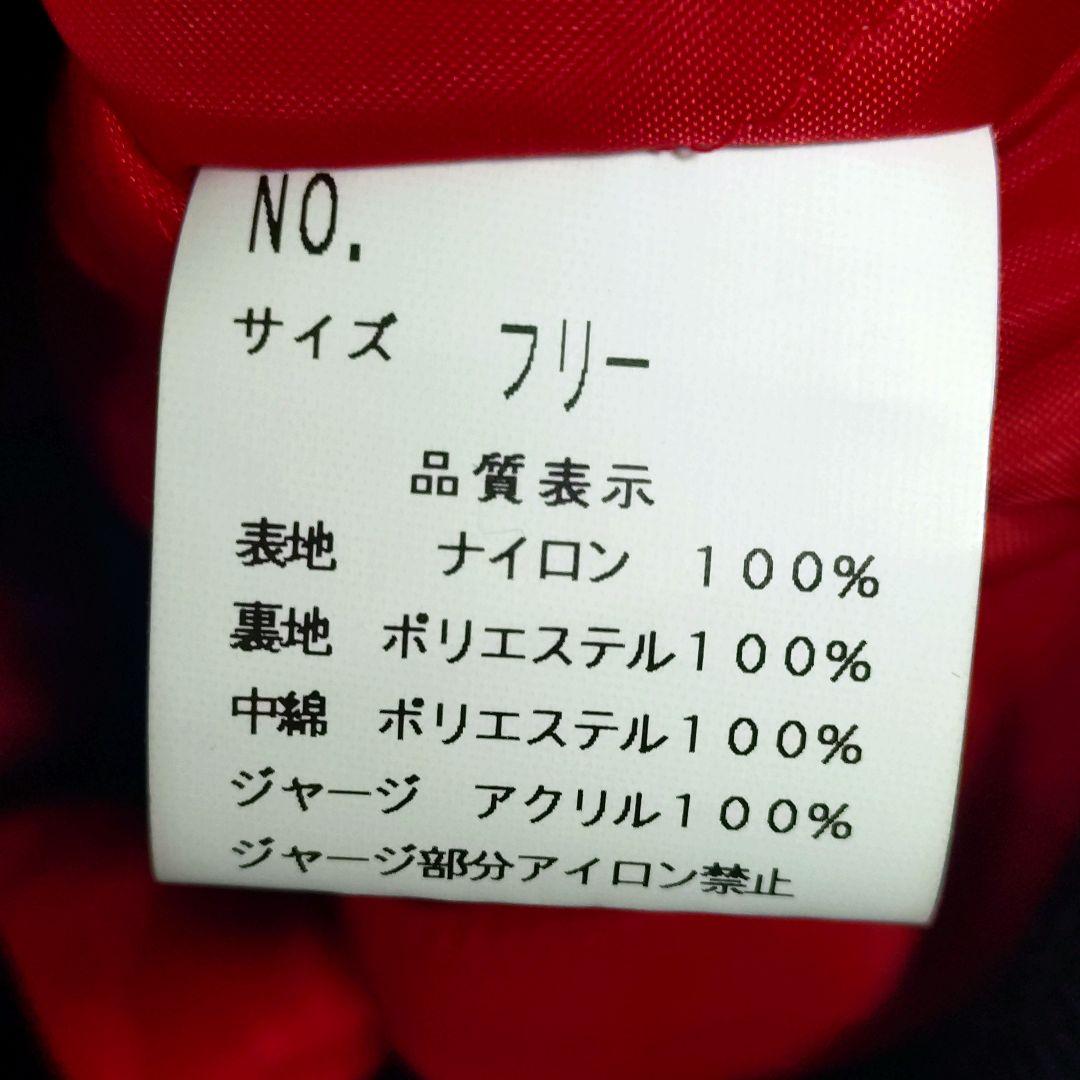 NO.
サイズ フリー
品質表示
表地 ナイロン 100%
裏地 ポリエステル100%
中綿 ポリエステル100%
ジャージ アクリル100%
ジャージ部分アイロン禁止